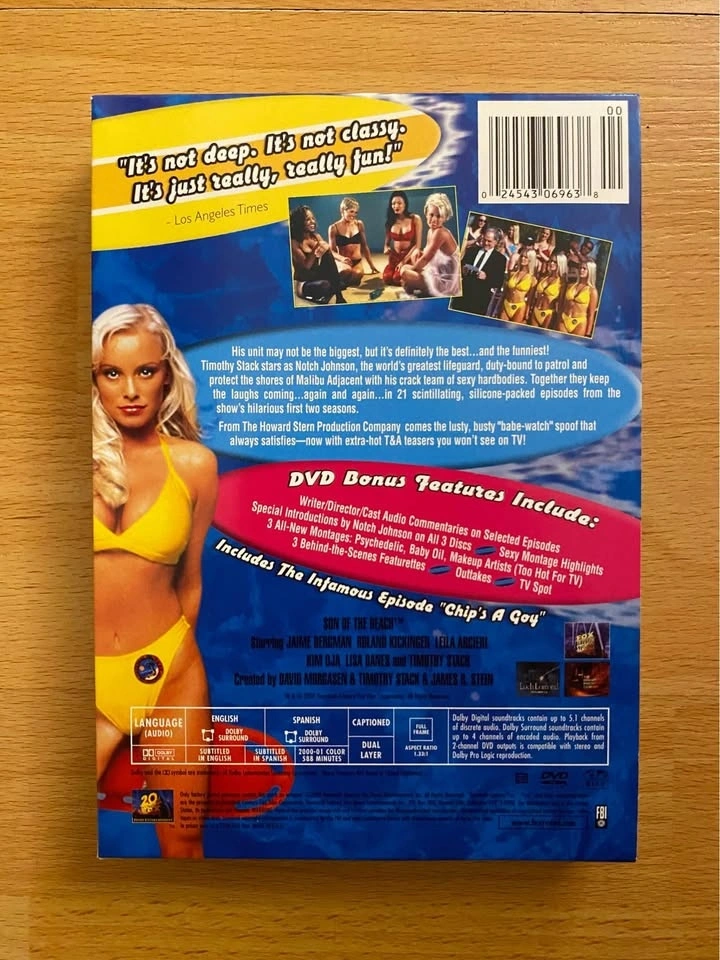 "It's not deep. It's not classy.
It's just really, really fun!"
- Los Angeles Times
00
0 24543 06963 8
His unit may not be the biggest, but it's definitely the best...and the funniest!
Timothy Stack stars as Notch Johnson, the world's greatest lifeguard, duty-bound to patrol and
protect the shores of Malibu Adjacent with his crack team of sexy hardbodies. Together they keep
the laughs coming...again and again...in 21 scintillating, silicone-packed episodes from the
show's hilarious first two seasons.
From The Howard Stern Production Company comes the lusty, busty "babe-watch" spoof that
always satisfies—now with extra-hot T&A teasers you won't see on TV!
DVD Bonus Features Include:
Writer/Director/Cast Audio Commentaries on Selected Episodes
Special Introductions by Notch Johnson on All 3 Discs Sexy Montage Highlights
3 All-New Montages: Psychedelic, Baby Oil, Makeup Artists (Too Hot For TV)
3 Behind-the-Scenes Featurettes Outtakes TV Spot
Includes The Infamous Episode "Chip's A Goy"
SON OF THE BEACH™
Starring JAIME BERGMAN ROLAND KICKINGER LEILA ARCIERI
KIM OJA, LISA BANES and TIMOTHY STACK
Created by DAVID MORGASEN & TIMOTHY STACK & JAMES R. STEIN
LANGUAGE
(AUDIO)
DOLBY
DIGITAL
ENGLISH
DOLBY
SURROUND
SUBTITLED
IN ENGLISH
SPANISH
DOLBY
SURROUND
SUBTITLED
IN SPANISH
2000-01 COLOR
588 MINUTES
CAPTIONED
DUAL
LAYER
FULL
FRAME
ASPECT RATIO
1.33:1
Dolby Digital soundtracks contain up to 5.1 channels
of discrete audio. Dolby Surround soundtracks contain
up to 4 channels of encoded audio. Playback from
2-channel DVD outputs is compatible with stereo and
Dolby Pro Logic reproduction.
DVD
20
FBI